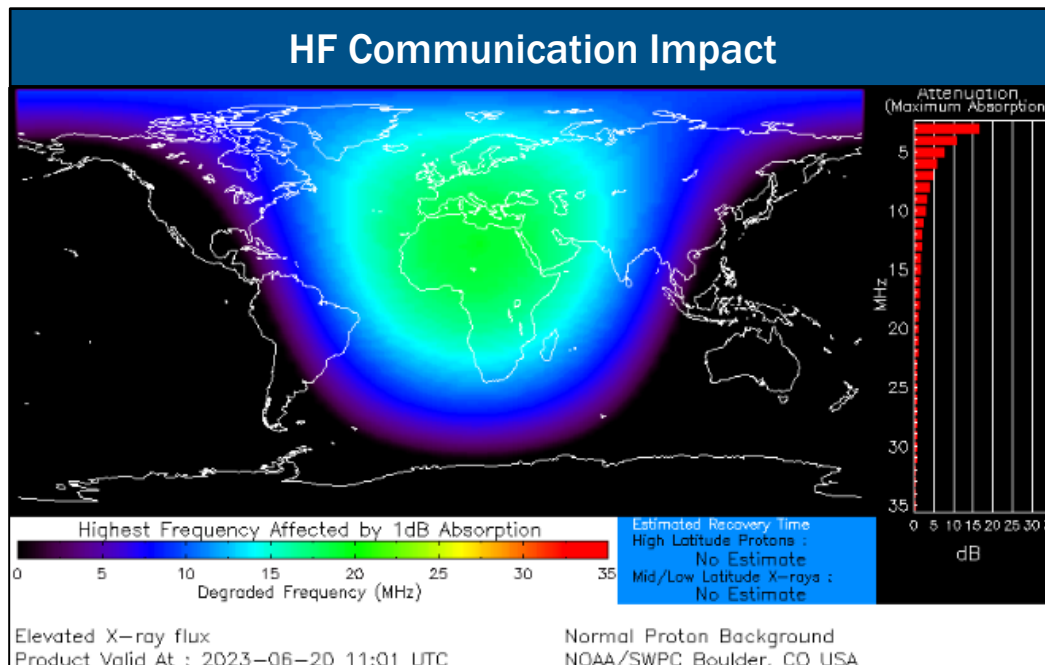 HF Communication Impact
Attenuation
(Maximum Absorption)
5
10
15
20
25
30
35
MHz
0 5 10 15 20 25 30
dB
Highest Frequency Affected by 1dB Absorption
0 5 10 15 20 25 30 35
Degraded Frequency (MHz)
Estimated Recovery Time
High Latitude Protons :
No Estimate
Mid/Low Latitude X-rays :
No Estimate
Elevated X-ray flux
Product Valid At : 2023-06-20 11:01 UTC
Normal Proton Background
NOAA/SWPC Boulder, CO USA